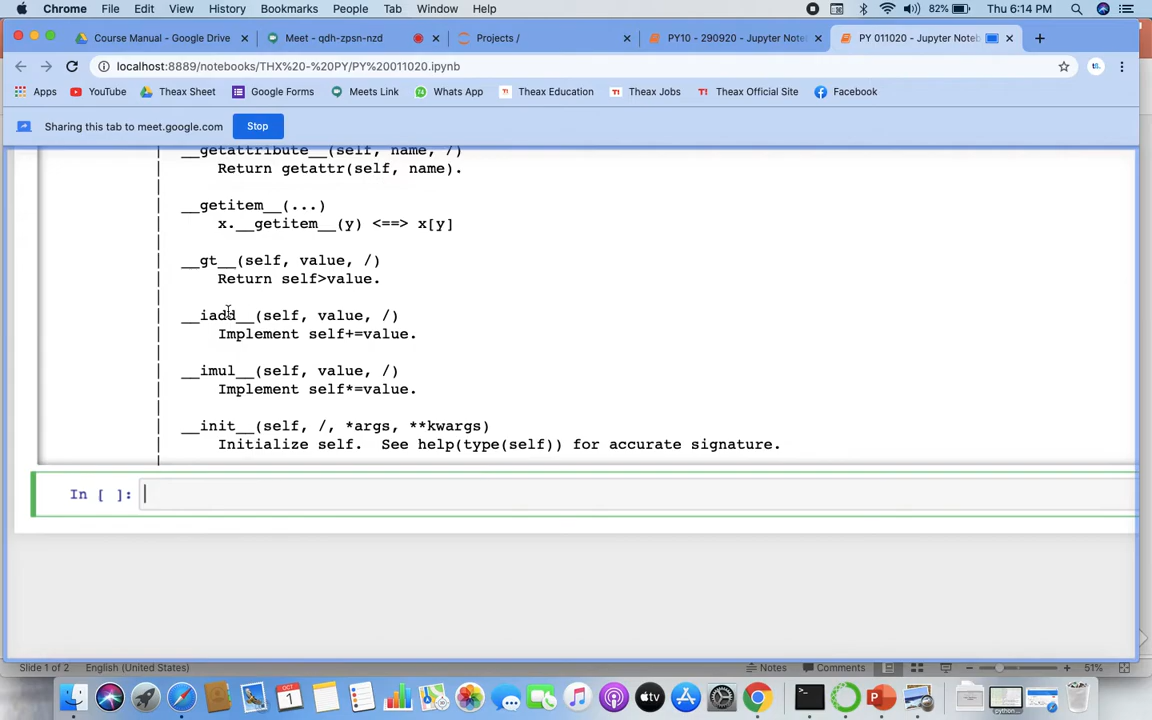 Chrome File Edit View History Bookmarks People Tab Window Help 82% Thu 6:14 PM
Course Manual - Google Drive Meet - qdh-zpsn-nzd Projects / PY10 - 290920 - Jupyter Note PY 011020 - Jupyter Notebo
localhost:8889/notebooks/THX%20-%20PY/PY%20011020.ipynb
Apps YouTube Theax Sheet Google Forms Meets Link Whats App Theax Education Theax Jobs Theax Official Site Facebook
Sharing this tab to meet.google.com Stop
| __getattribute__(self, name, /)
| Return getattr(self, name).
|
| __getitem__(...)
| x.__getitem__(y) <==> x[y]
|
| __gt__(self, value, /)
| Return self>value.
|
| __iadd__(self, value, /)
| Implement self+=value.
|
| __imul__(self, value, /)
| Implement self*=value.
|
| __init__(self, /, *args, **kwargs)
| Initialize self. See help(type(self)) for accurate signature.
|
In [ ]:
Slide 1 of 2 English (United States) Notes Comments 51%
OCT
1
tv